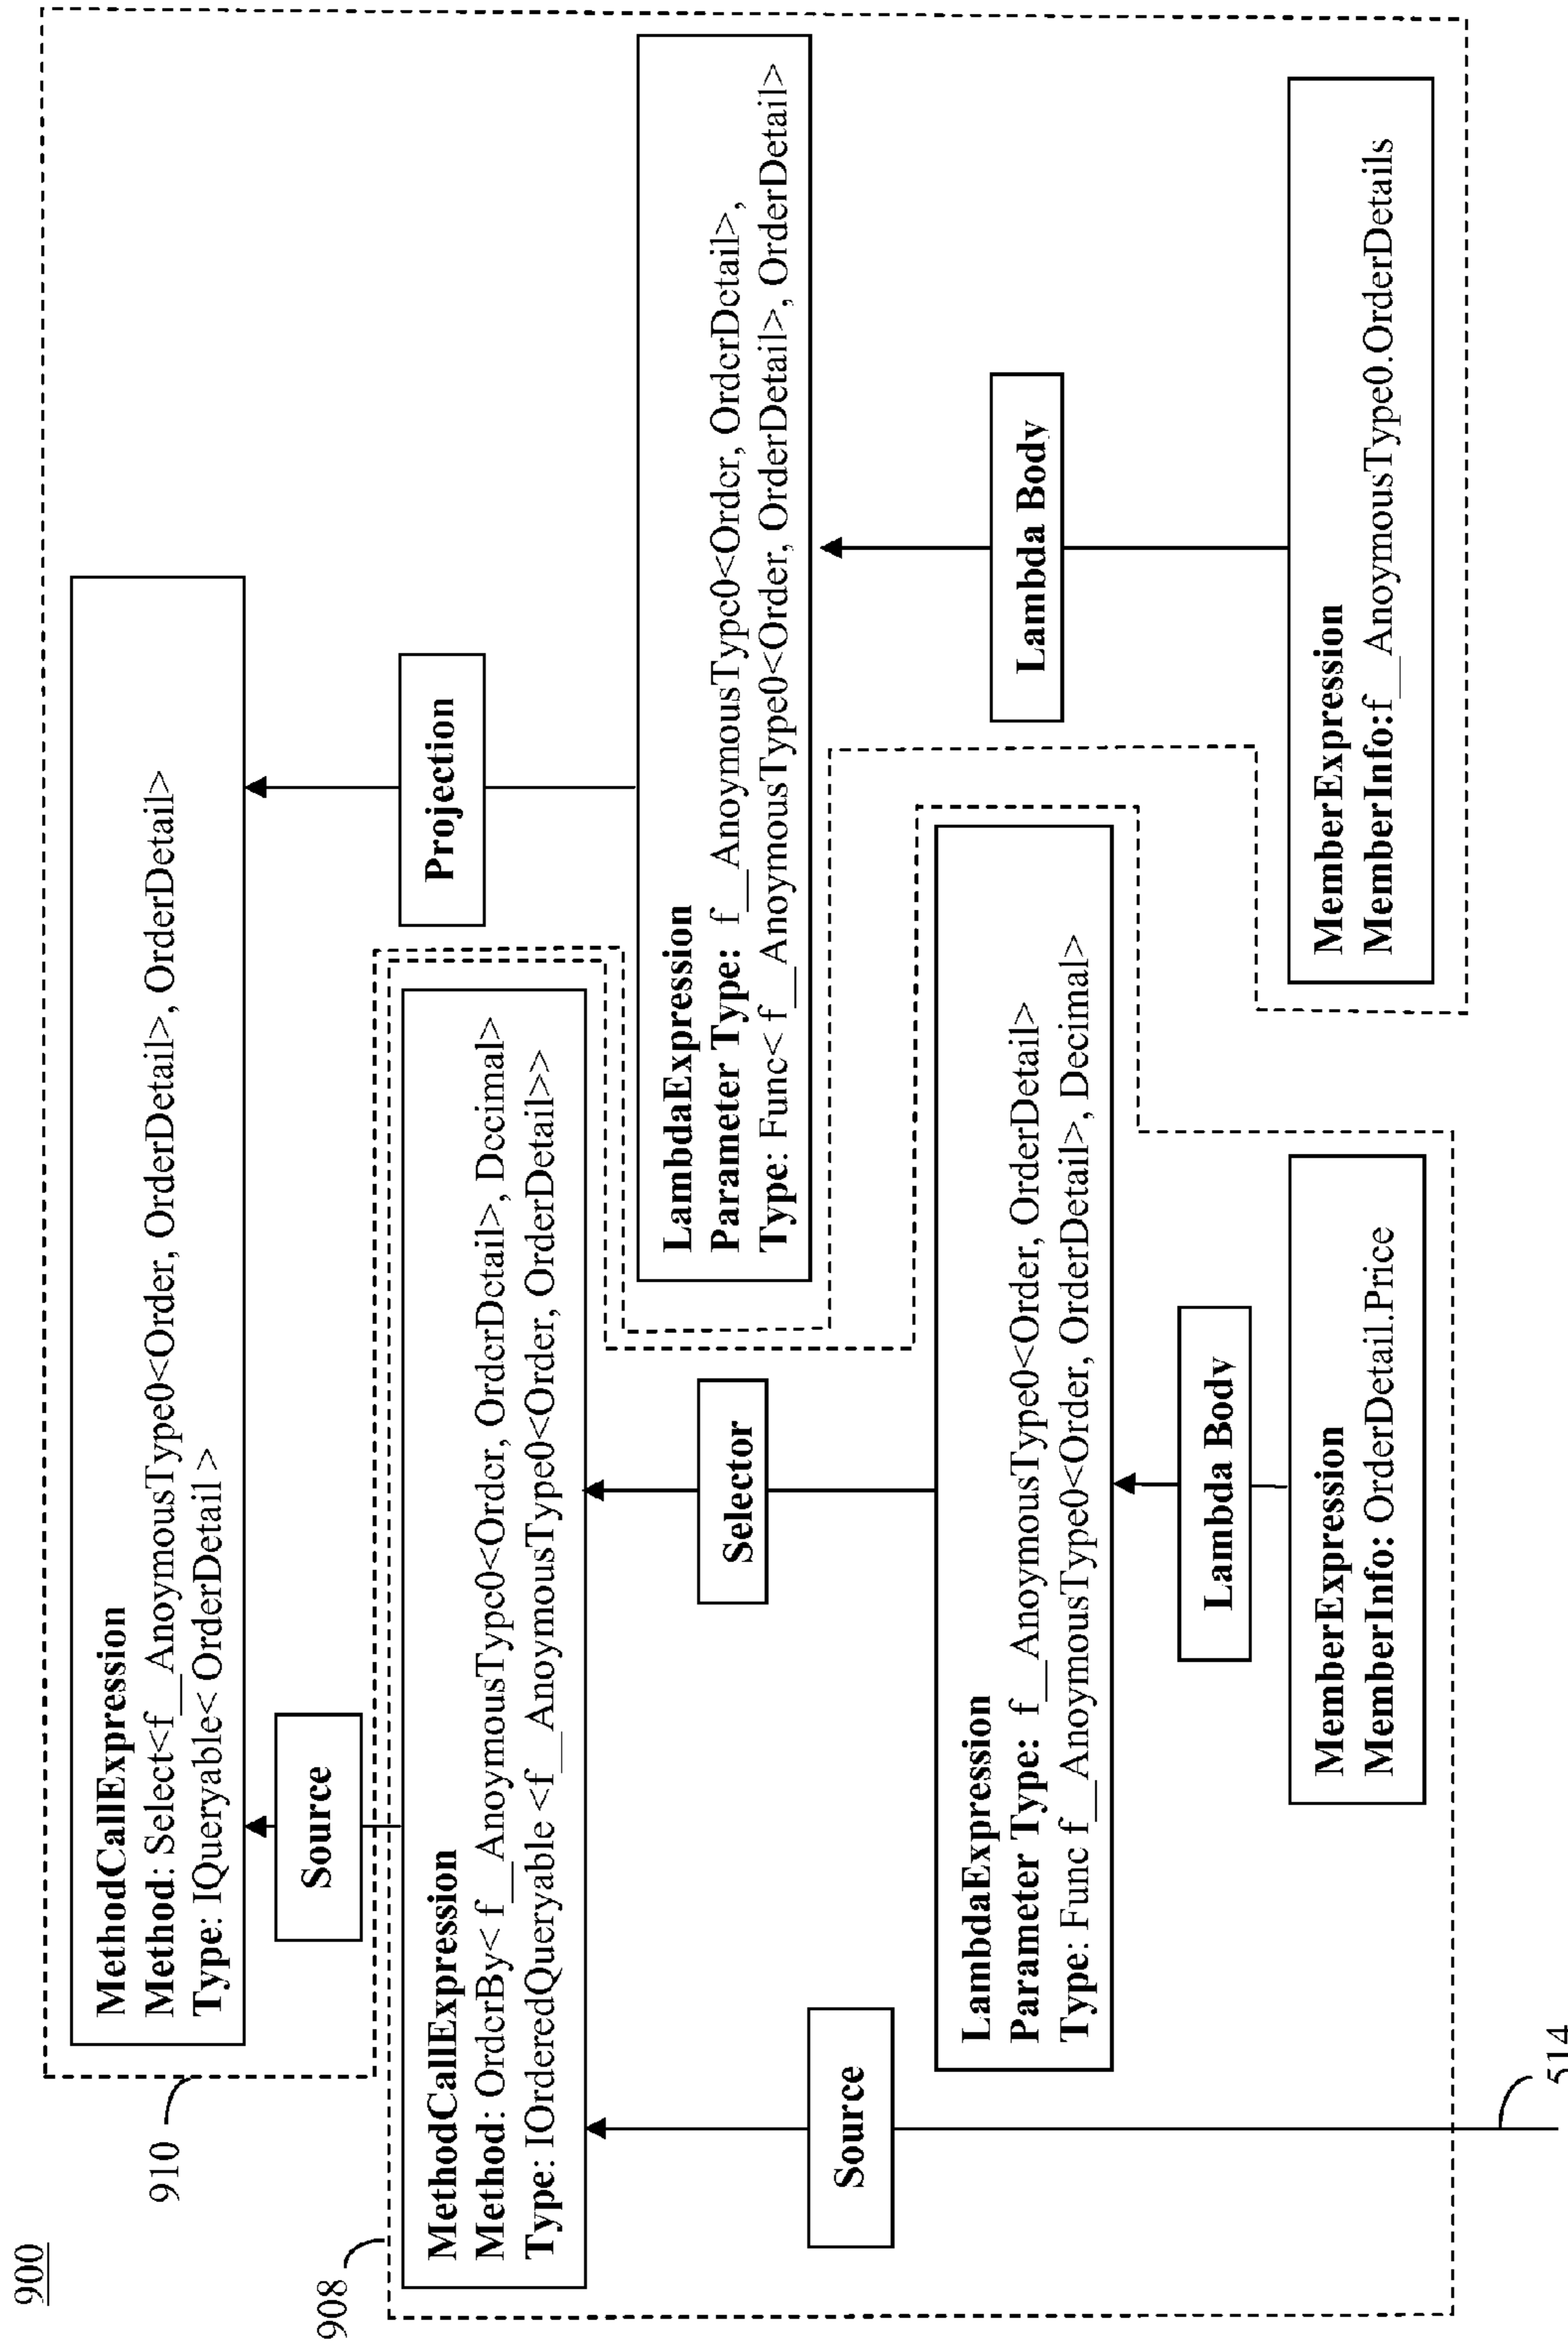 900
910
MethodCallExpression
Method: Select<f__AnoymousType0<Order, OrderDetail>, OrderDetail>
Type: IQueryable< OrderDetail >
Source
Projection
908
MethodCallExpression
Method: OrderBy< f__AnoymousType0<Order, OrderDetail>, Decimal>
Type: IOrderedQueryable <f__AnoymousType0<Order, OrderDetail>>
LambdaExpression
Parameter Type: f__AnoymousType0<Order, OrderDetail>,
Type: Func< f__AnoymousType0<Order, OrderDetail>, OrderDetail>
Source
Selector
Lambda Body
LambdaExpression
Parameter Type: f__AnoymousType0<Order, OrderDetail>
Type: Func f__AnoymousType0<Order, OrderDetail>, Decimal>
Lambda Body
MemberExpression
MemberInfo: OrderDetail.Price
MemberExpression
MemberInfo:f__AnoymousType0.OrderDetails
514